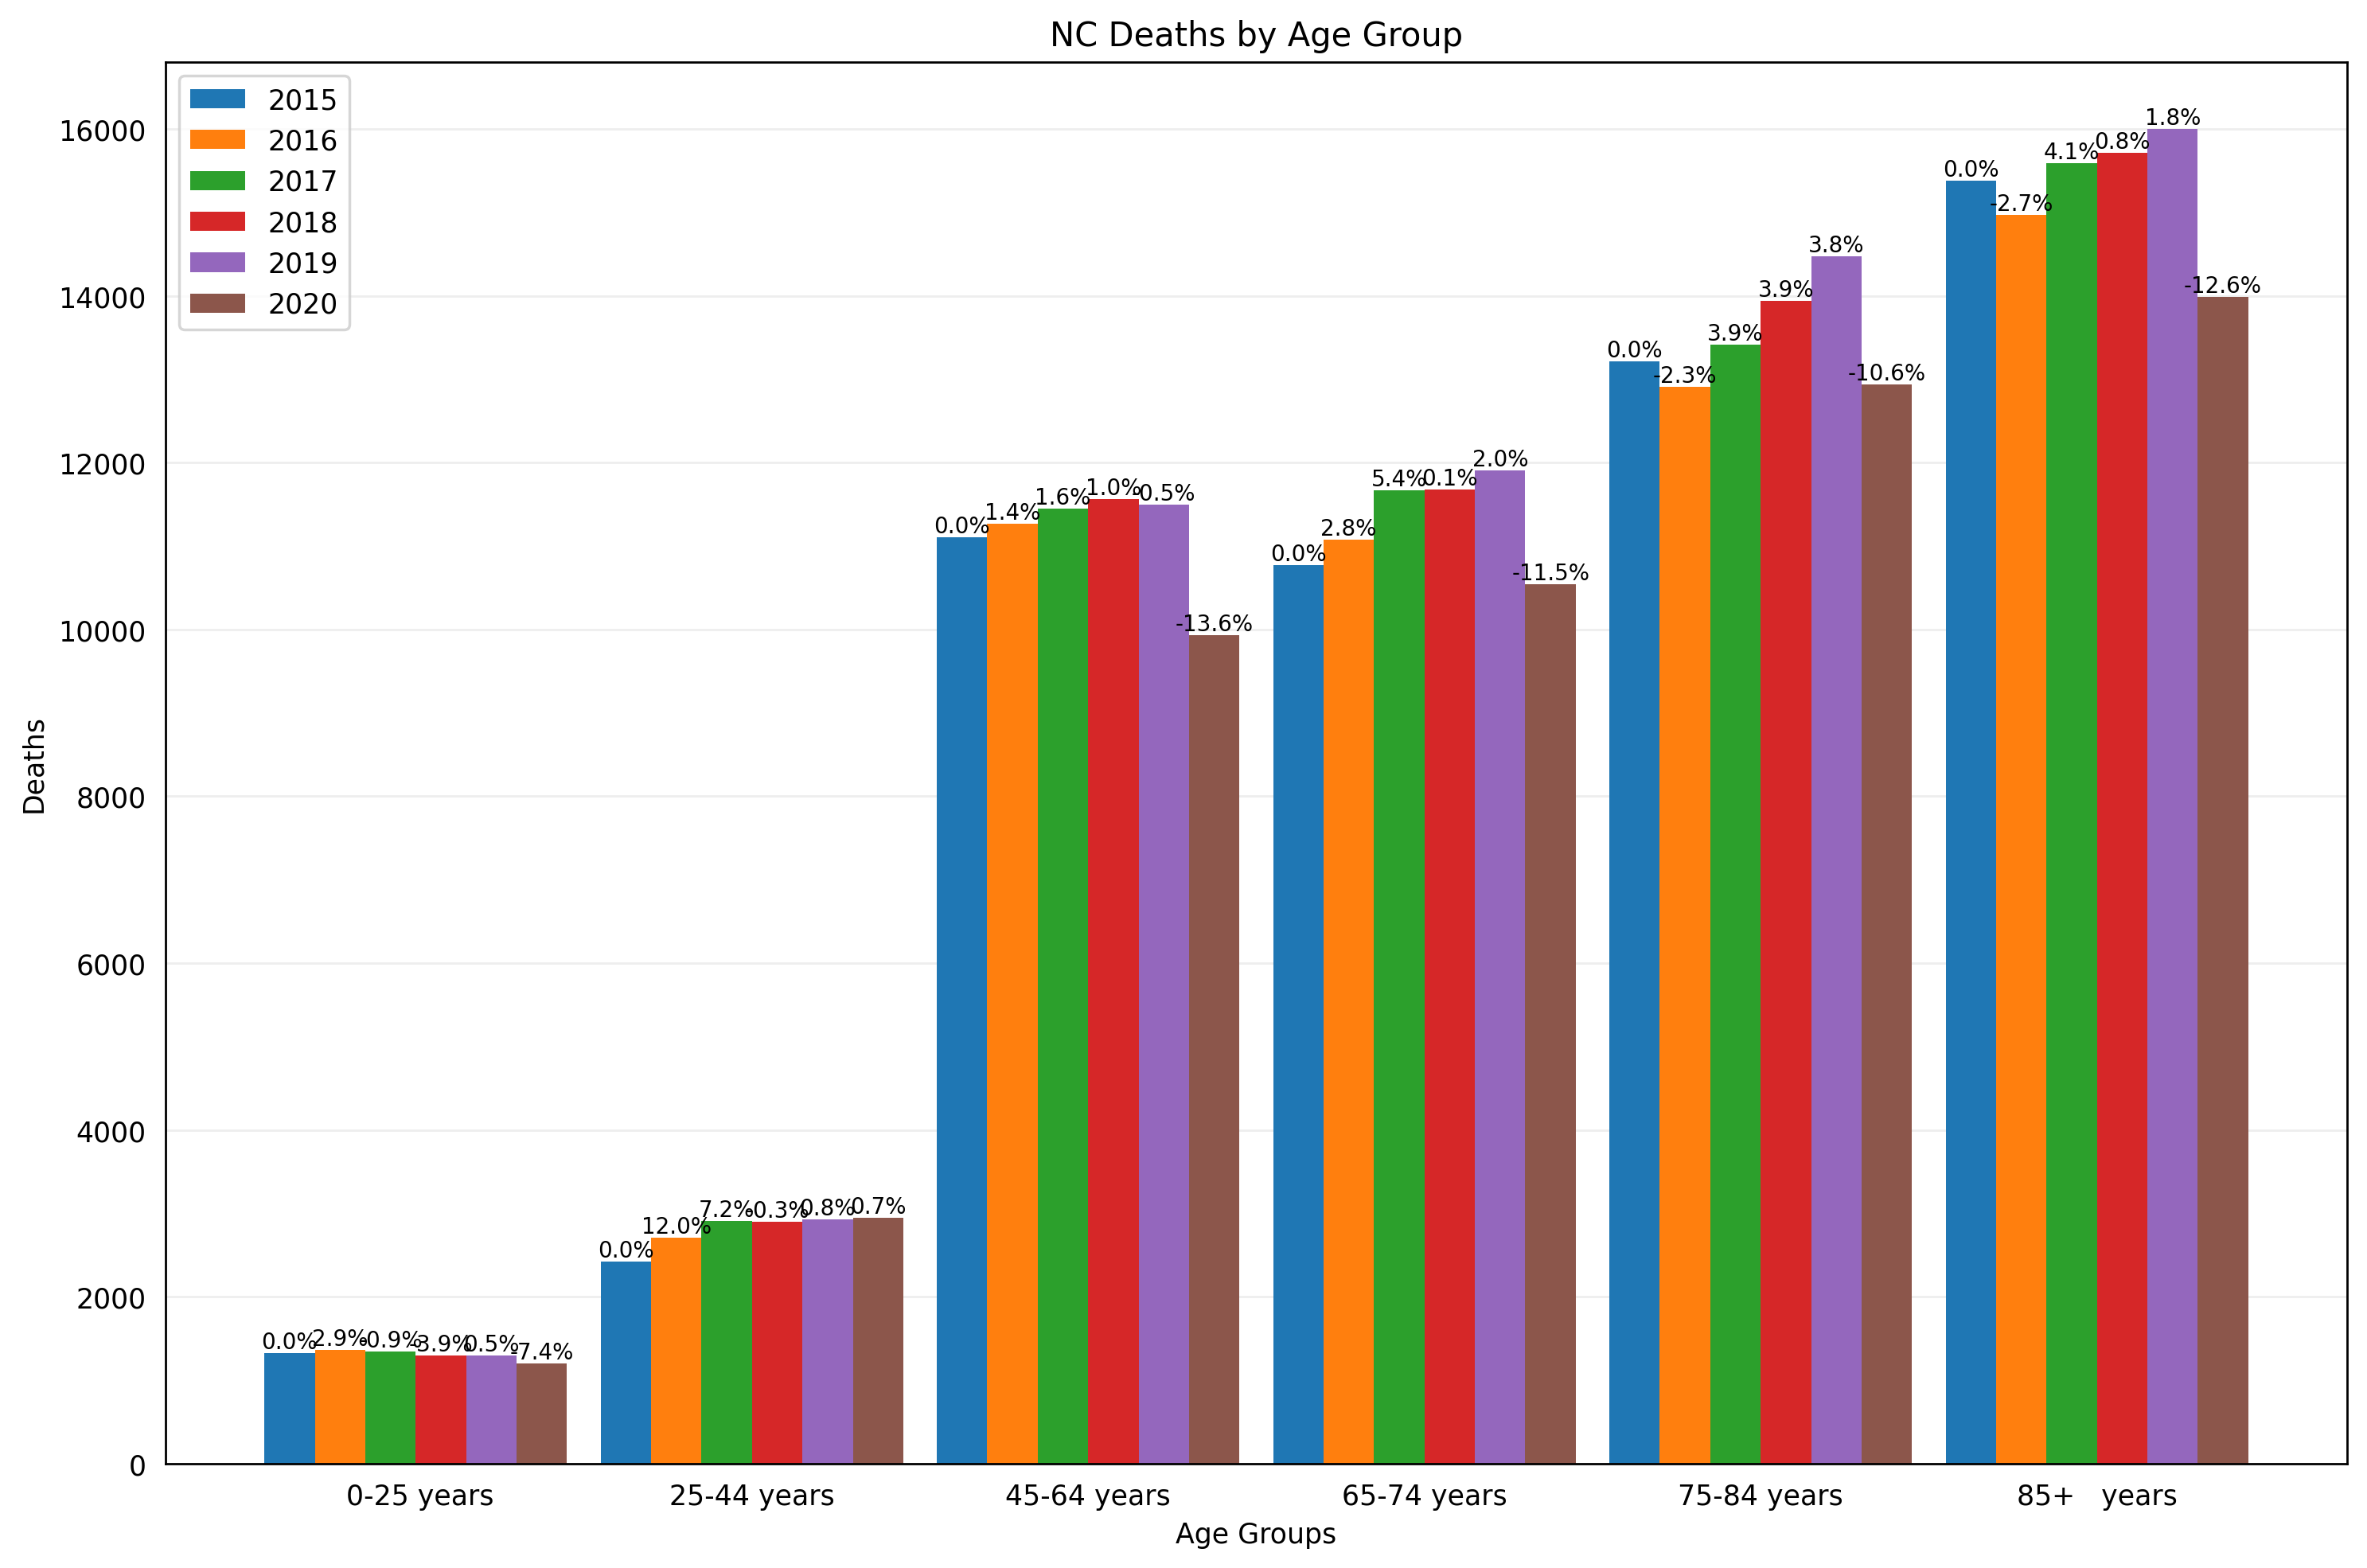 NC Deaths by Age Group
2015
2016
2017
2018
2019
2020
Deaths
16000
14000
12000
10000
8000
6000
4000
2000
0
0.0% 2.9% -0.9% -3.9% 0.5% -7.4%
0.0% 12.0% 7.2% -0.3% 0.8% 0.7%
0.0% 1.4% 1.6% 1.0% -0.5% -13.6%
0.0% 2.8% 5.4% 0.1% 2.0% -11.5%
0.0% -2.3% 3.9% 3.9% 3.8% -10.6%
0.0% -2.7% 4.1% 0.8% 1.8% -12.6%
0-25 years 25-44 years 45-64 years 65-74 years 75-84 years 85+ years
Age Groups